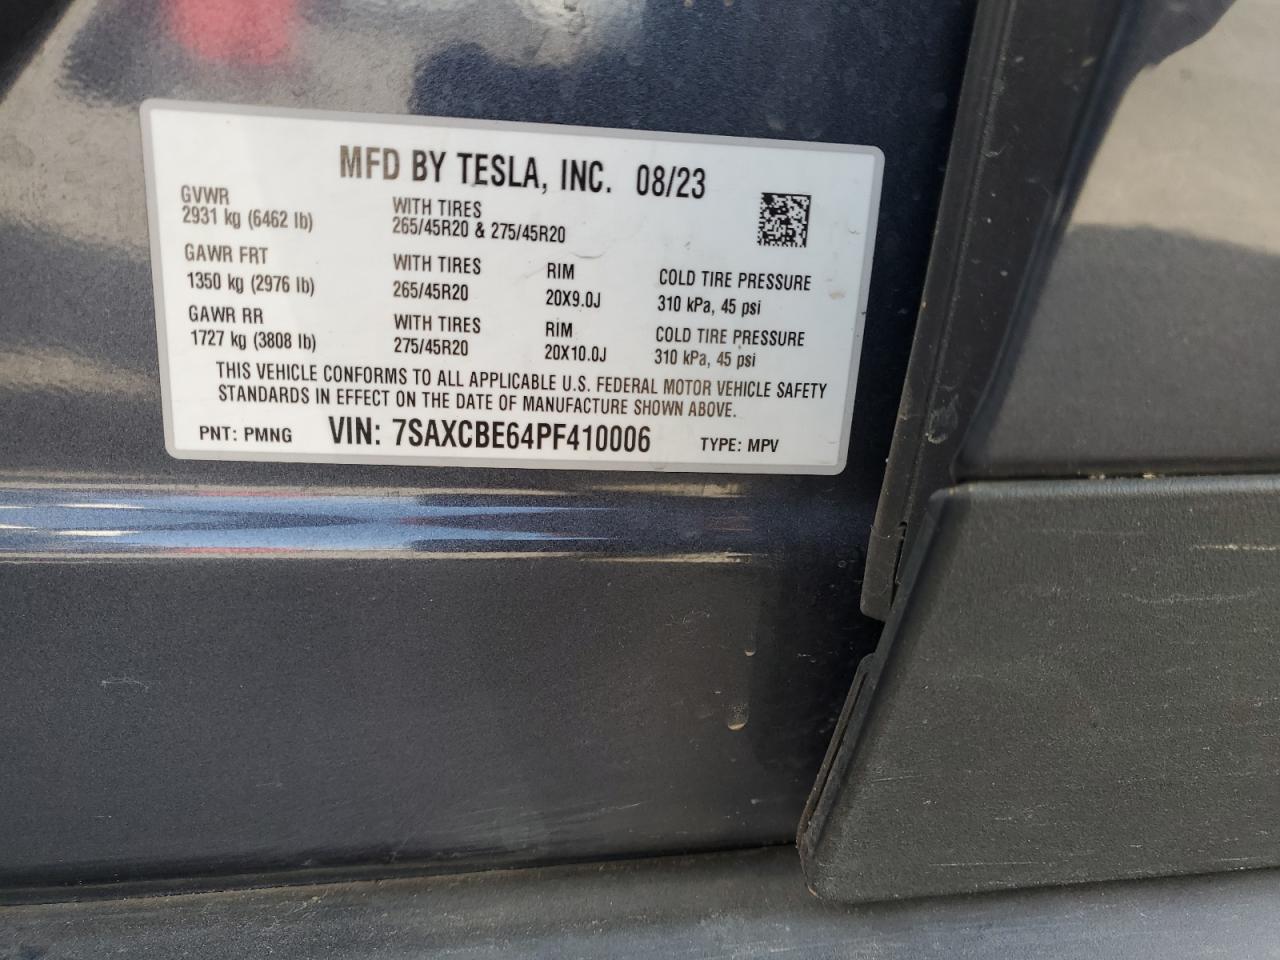 MFD BY TESLA, INC. 08/23
GVWR
2931 kg (6462 lb)
WITH TIRES
265/45R20 & 275/45R20
GAWR FRT
1350 kg (2976 lb)
WITH TIRES
265/45R20
RIM
20X9.0J
COLD TIRE PRESSURE
310 kPa, 45 psi
GAWR RR
1727 kg (3808 lb)
WITH TIRES
275/45R20
RIM
20X10.0J
COLD TIRE PRESSURE
310 kPa, 45 psi
THIS VEHICLE CONFORMS TO ALL APPLICABLE U.S. FEDERAL MOTOR VEHICLE SAFETY
STANDARDS IN EFFECT ON THE DATE OF MANUFACTURE SHOWN ABOVE.
PNT: PMNG VIN: 7SAXCBE64PF410006 TYPE: MPV